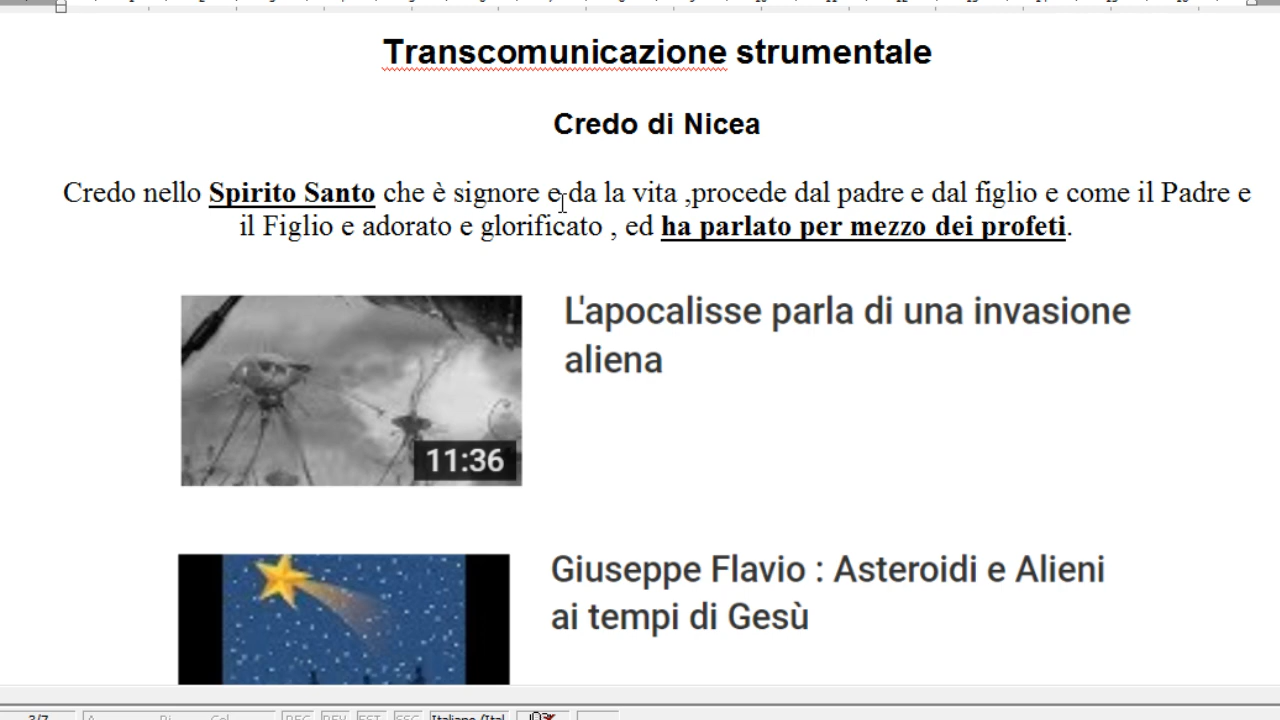 Transcomunicazione strumentale
Credo di Nicea
Credo nello Spirito Santo che è signore e da la vita ,procede dal padre e dal figlio e come il Padre e
il Figlio e adorato e glorificato , ed ha parlato per mezzo dei profeti.
L'apocalisse parla di una invasione
aliena
11:36
Giuseppe Flavio : Asteroidi e Alieni
ai tempi di Gesù